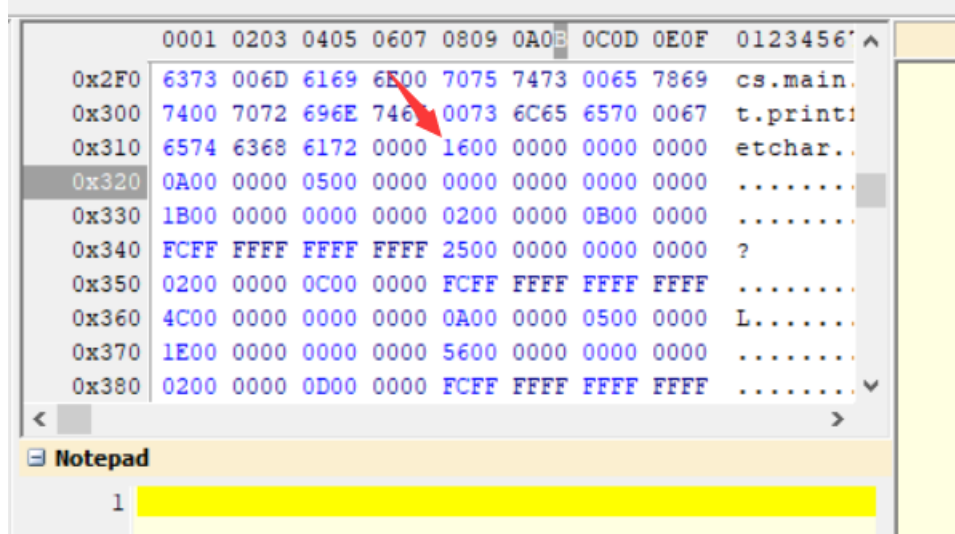 0001 0203 0405 0607 0809 0A0B 0C0D 0E0F 01234567
0x2F0 6373 006D 6169 6E00 7075 7473 0065 7869 cs.main.
0x300 7400 7072 696E 7466 0073 6C65 6570 0067 t.printf
0x310 6574 6368 6172 0000 1600 0000 0000 0000 etchar..
0x320 0A00 0000 0500 0000 0000 0000 0000 0000 ........
0x330 1B00 0000 0000 0000 0200 0000 0B00 0000 ........
0x340 FCFF FFFF FFFF FFFF 2500 0000 0000 0000 ?
0x350 0200 0000 0C00 0000 FCFF FFFF FFFF FFFF ........
0x360 4C00 0000 0000 0000 0A00 0000 0500 0000 L.......
0x370 1E00 0000 0000 0000 5600 0000 0000 0000 ........
0x380 0200 0000 0D00 0000 FCFF FFFF FFFF FFFF ........
Notepad
1